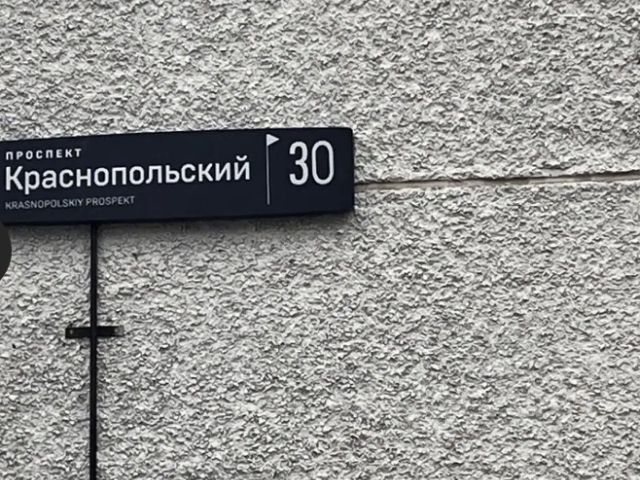 ПРОСПЕКТ
Краснопольский
KRASNOPOLSKIY PROSPEKT
30